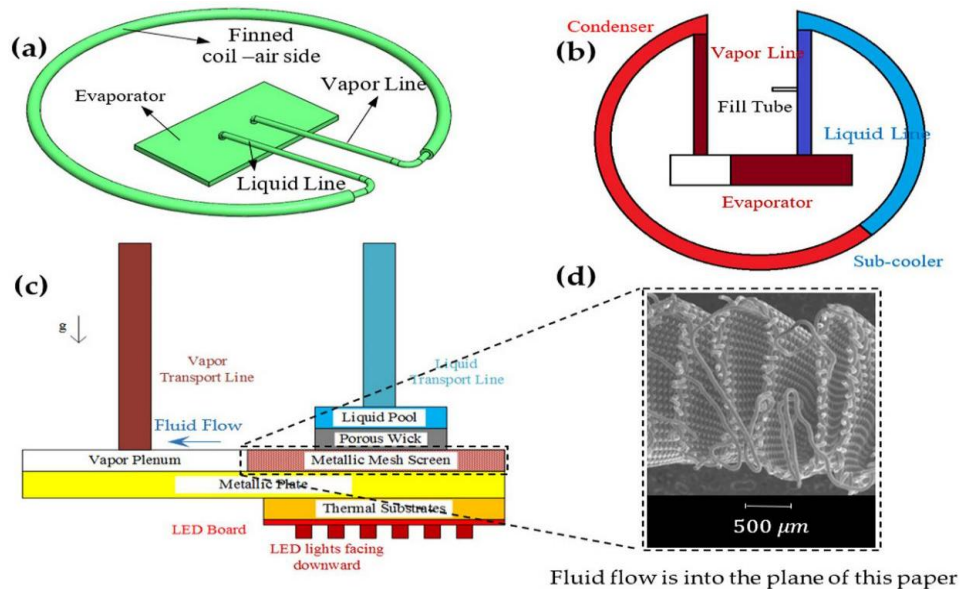 (a)
Finned
coil –air side
Evaporator
Vapor Line
Liquid Line
(b)
Condenser
Vapor Line
Fill Tube
Liquid Line
Evaporator
Sub-cooler
(c)
g
Vapor
Transport Line
Liquid
Transport Line
Fluid Flow
Liquid Pool
Porous Wick
Vapor Plenum
Metallic Mesh Screen
Metallic Plate
Thermal Substrates
LED Board
LED lights facing
downward
(d)
500 μm
Fluid flow is into the plane of this paper